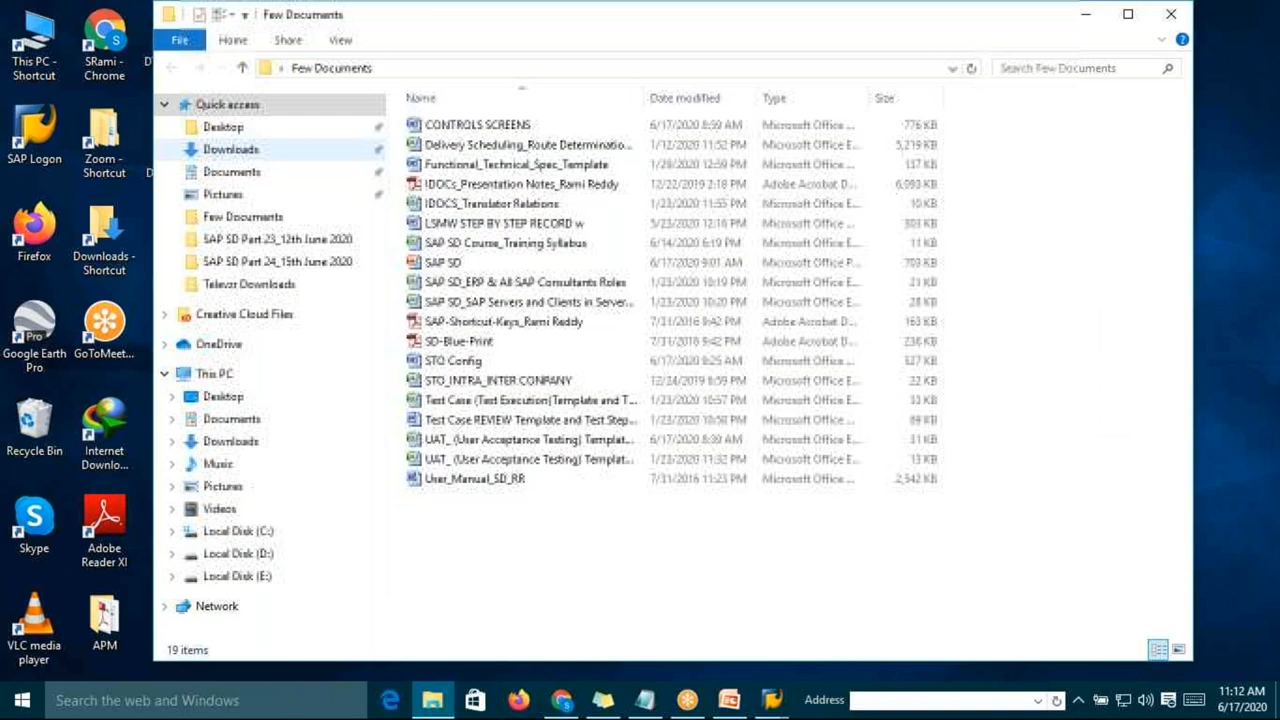 Few Documents
File Home Share View
Few Documents
Search Few Documents
Name Date modified Type Size
CONTROLS SCREENS 6/17/2020 8:59 AM Microsoft Office ... 776 KB
Delivery Scheduling_Route Determinatio... 1/12/2020 11:52 PM Microsoft Office E... 5,219 KB
Functional_Technical_Spec_Template 1/29/2020 12:59 PM Microsoft Office ... 137 KB
IDOCs_Presentation Notes_Rami Reddy 12/22/2019 2:18 PM Adobe Acrobat D... 6,093 KB
IDOCS_Translator Relations 1/23/2020 11:55 PM Microsoft Office E... 10 KB
LSMW STEP BY STEP RECORD w 5/23/2020 12:16 PM Microsoft Office ... 303 KB
SAP SD Course_Training Syllabus 6/14/2020 6:19 PM Microsoft Office E... 11 KB
SAP SD 6/17/2020 9:01 AM Microsoft Office P... 703 KB
SAP SD_ERP & All SAP Consultants Roles 1/23/2020 10:19 PM Microsoft Office E... 21 KB
SAP SD_SAP Servers and Clients in Server... 1/23/2020 10:20 PM Microsoft Office E... 28 KB
SAP-Shortcut-Keys_Rami Reddy 7/31/2016 9:42 PM Adobe Acrobat D... 163 KB
SD-Blue-Print 7/31/2016 9:42 PM Adobe Acrobat D... 236 KB
STO Config 6/17/2020 9:25 AM Microsoft Office ... 327 KB
STO_INTRA_INTER CONPANY 12/24/2019 8:59 PM Microsoft Office E... 22 KB
Test Case (Test Execution(Template and T... 1/23/2020 10:57 PM Microsoft Office E... 33 KB
Test Case REVIEW Template and Test Step... 1/23/2020 10:50 PM Microsoft Office ... 69 KB
UAT_ (User Acceptance Testing) Templat... 6/17/2020 8:39 AM Microsoft Office E... 31 KB
UAT_ (User Acceptance Testing) Templat... 1/23/2020 11:32 PM Microsoft Office E... 13 KB
User_Manual_SD_RR 7/31/2016 11:23 PM Microsoft Office ... 2,542 KB
Quick access
Desktop
Downloads
Documents
Pictures
Few Documents
SAP SD Part 23_12th June 2020
SAP SD Part 24_15th June 2020
Televzr Downloads
Creative Cloud Files
OneDrive
This PC
Desktop
Documents
Downloads
Music
Pictures
Videos
Local Disk (C:)
Local Disk (D:)
Local Disk (E:)
Network
19 items
This PC -
Shortcut
SRami -
Chrome
SAP Logon
Zoom -
Shortcut
Firefox
Downloads -
Shortcut
Pro
Google Earth
Pro
GoToMeet...
Recycle Bin
Internet
Downlo...
Skype
Adobe
Reader XI
VLC media
player
APM
Search the web and Windows
Address
11:12 AM
6/17/2020